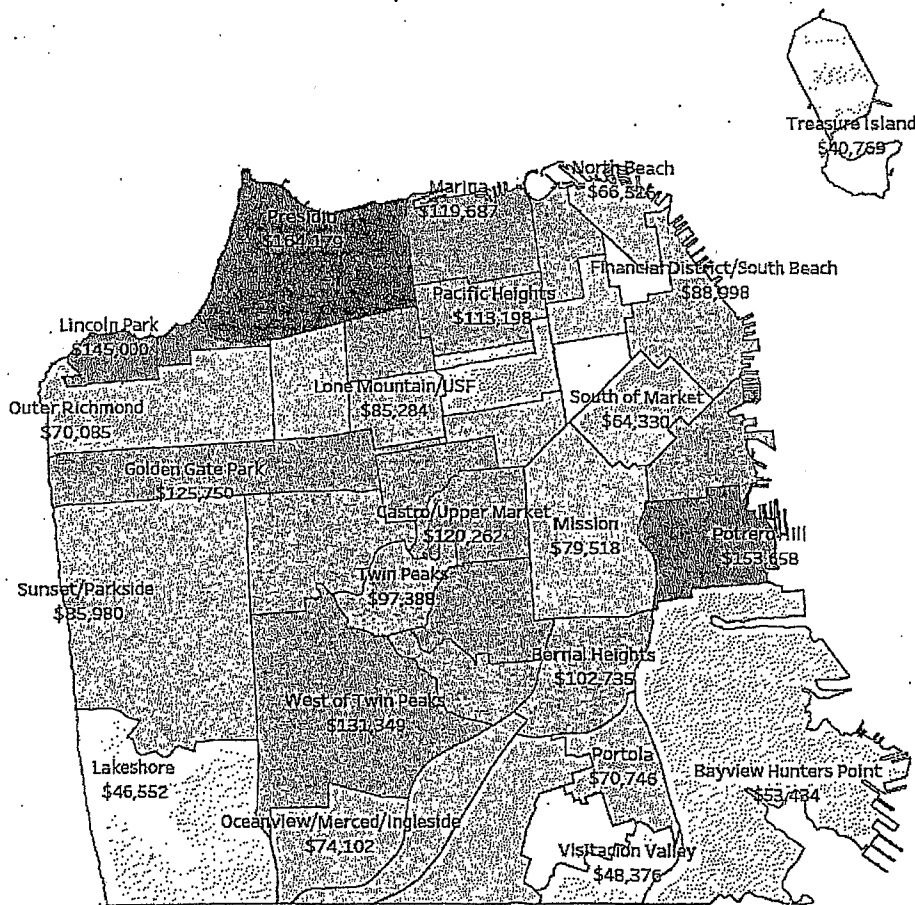 Treasure Island
$40,769
North Beach
$66,526
Marina
$119,687
Presidio
$164,179
Financial District/South Beach
$88,998
Pacific Heights
$113,198
Lincoln Park
$145,000
Lone Mountain/USF
$85,284
South of Market
$64,330
Outer Richmond
$70,085
Golden Gate Park
$125,750
Castro/Upper Market
$120,262
Mission
$79,518
Potrero Hill
$153,658
Twin Peaks
$97,388
Sunset/Parkside
$85,980
Bernal Heights
$102,735
West of Twin Peaks
$131,349
Portola
$70,746
Lakeshore
$46,552
Bayview Hunters Point
$53,434
Oceanview/Merced/Ingleside
$74,102
Visitacion Valley
$48,376